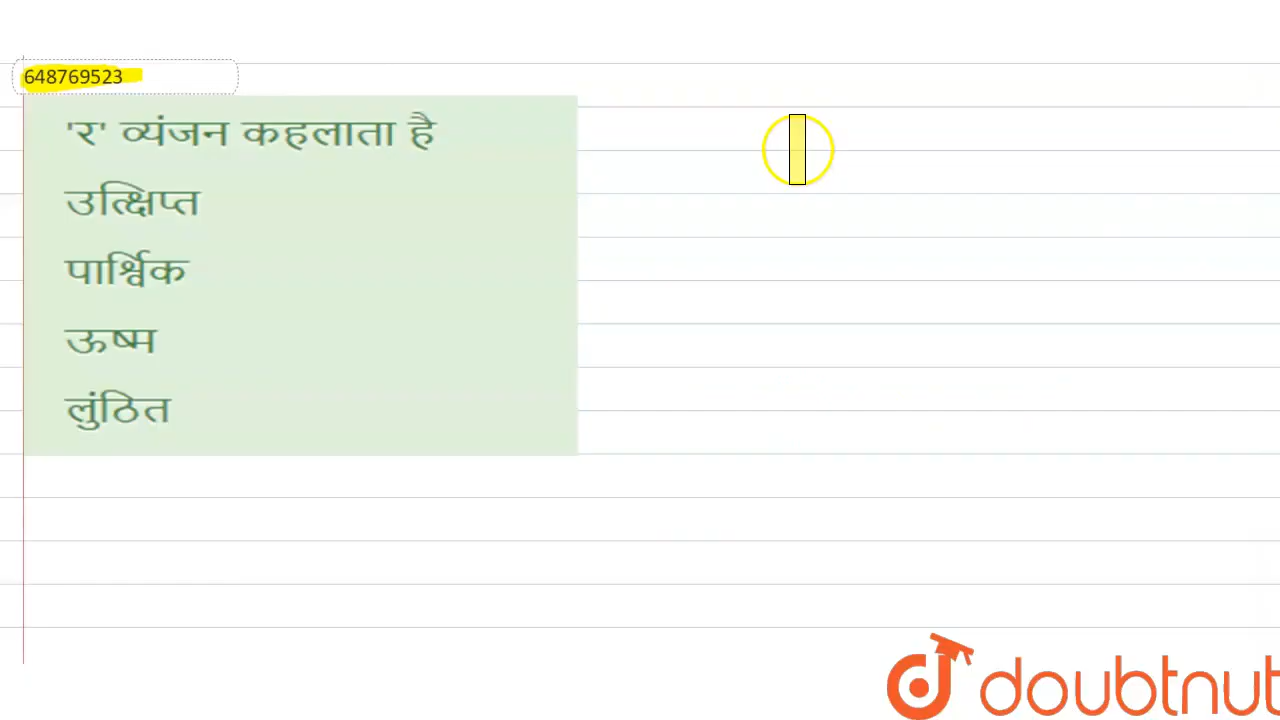 648769523
'र' व्यंजन कहलाता है
उत्क्षिप्त
पार्श्विक
ऊष्म
लुंठित
doubtnut